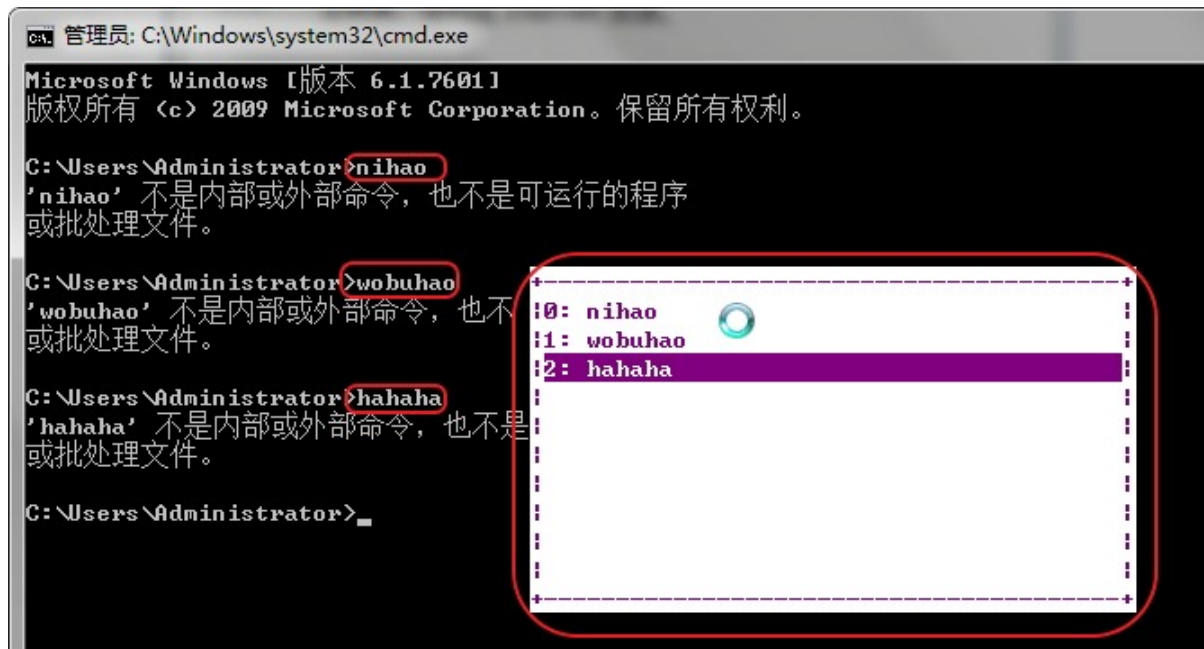 管理员: C:\Windows\system32\cmd.exe
Microsoft Windows [版本 6.1.7601]
版权所有 (c) 2009 Microsoft Corporation。保留所有权利。
C:\Users\Administrator>nihao
'nihao' 不是内部或外部命令，也不是可运行的程序
或批处理文件。
C:\Users\Administrator>wobuhao
'wobuhao' 不是内部或外部命令，也不
或批处理文件。
C:\Users\Administrator>hahaha
'hahaha' 不是内部或外部命令，也不是
或批处理文件。
C:\Users\Administrator>_
0: nihao
1: wobuhao
2: hahaha